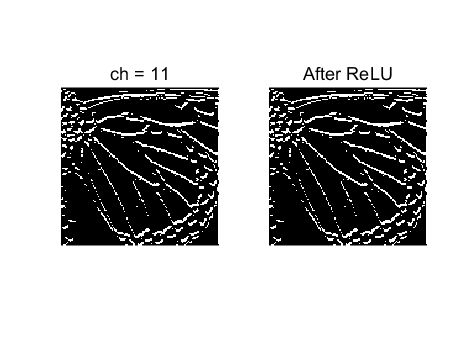 ch = 11
After ReLU